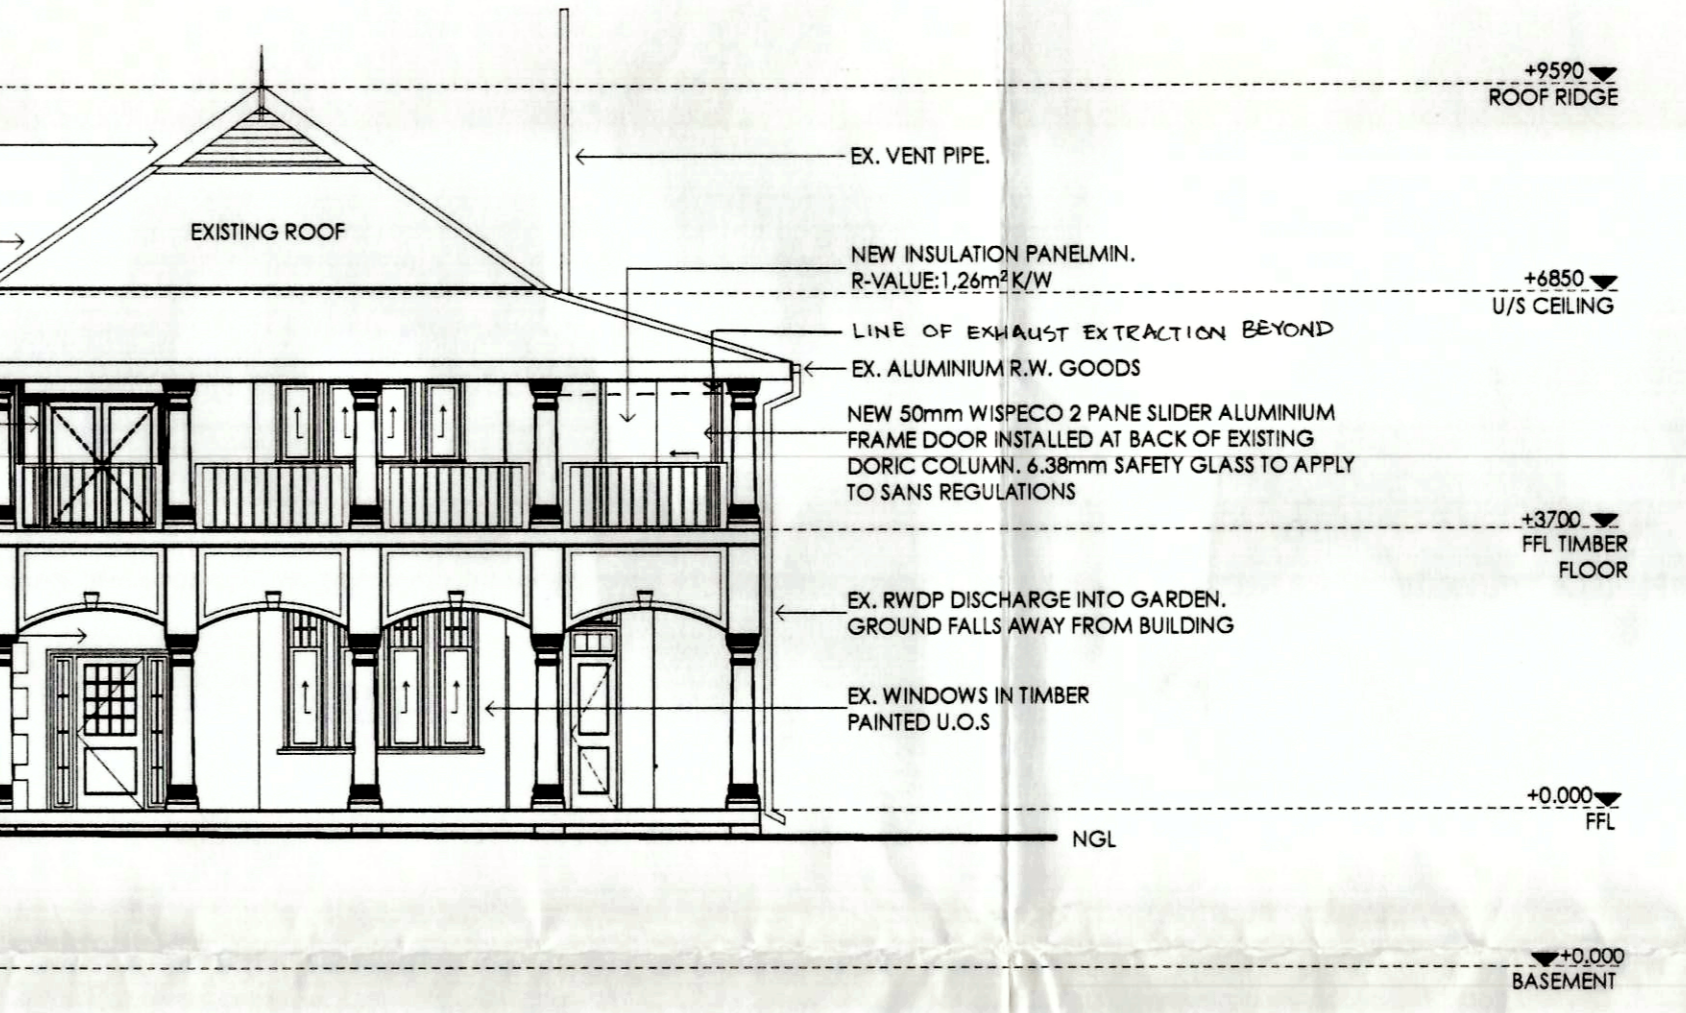 +9590
ROOF RIDGE
EX. VENT PIPE.
EXISTING ROOF
NEW INSULATION PANELMIN.
R-VALUE:1,26m² K/W
+6850
U/S CEILING
LINE OF EXHAUST EXTRACTION BEYOND
EX. ALUMINIUM R.W. GOODS
NEW 50mm WISPECO 2 PANE SLIDER ALUMINIUM
FRAME DOOR INSTALLED AT BACK OF EXISTING
DORIC COLUMN. 6.38mm SAFETY GLASS TO APPLY
TO SANS REGULATIONS
+3700
FFL TIMBER
FLOOR
EX. RWDP DISCHARGE INTO GARDEN.
GROUND FALLS AWAY FROM BUILDING
EX. WINDOWS IN TIMBER
PAINTED U.O.S
+0.000
FFL
NGL
+0.000
BASEMENT